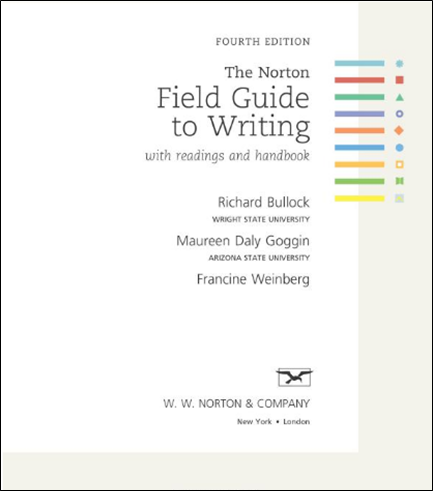 FOURTH EDITION
The Norton
Field Guide
to Writing
with readings and handbook
Richard Bullock
WRIGHT STATE UNIVERSITY
Maureen Daly Goggin
ARIZONA STATE UNIVERSITY
Francine Weinberg
W. W. NORTON & COMPANY
New York • London